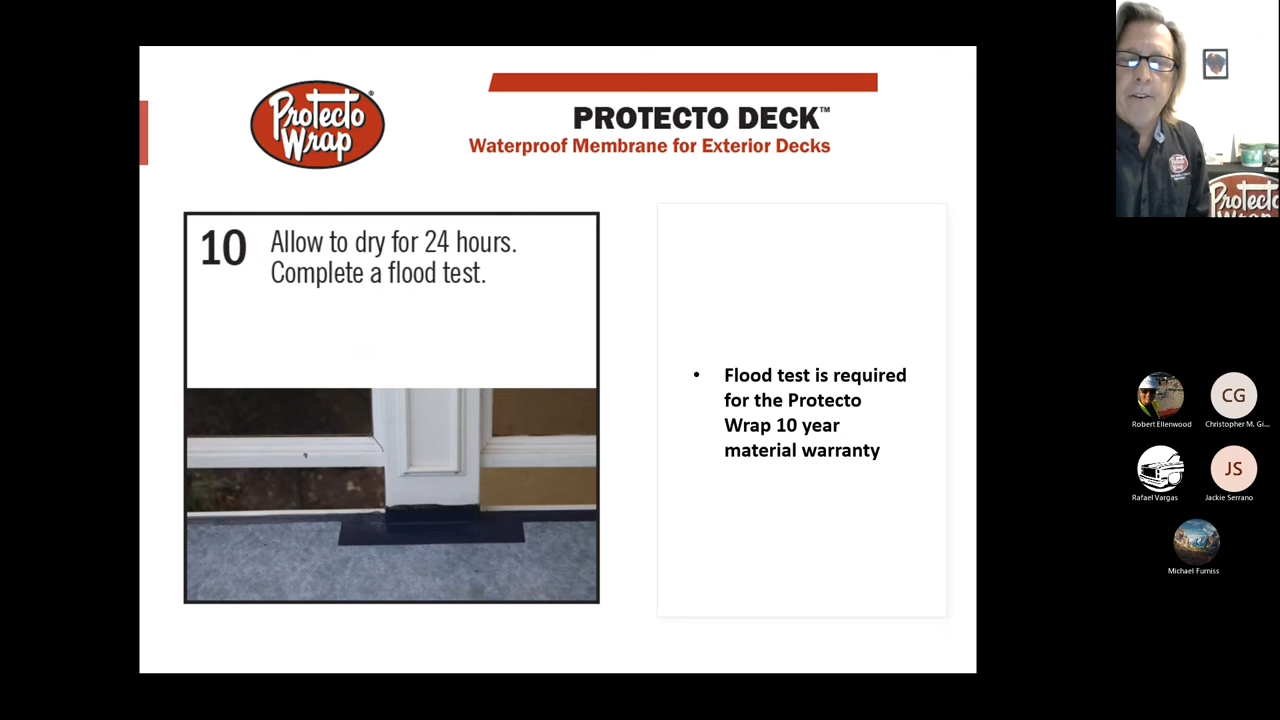 Protecto
Wrap
®
PROTECTO DECK™
Waterproof Membrane for Exterior Decks
10
Allow to dry for 24 hours.
Complete a flood test.
• Flood test is required
for the Protecto
Wrap 10 year
material warranty
Protecto
Wrap
CG
Robert Ellenwood
Christopher M. Gi...
JS
Rafael Vargas
Jackie Serrano
Michael Furniss